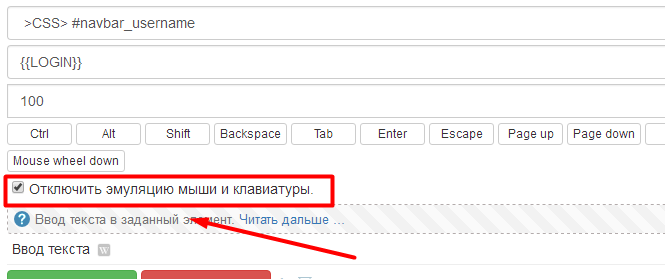 >CSS> #navbar_username
{{LOGIN}}
100
Ctrl Alt Shift Backspace Tab Enter Escape Page up Page down
Mouse wheel down
Отключить эмуляцию мыши и клавиатуры.
? Ввод текста в заданный элемент. Читать дальше ...
Ввод текста W